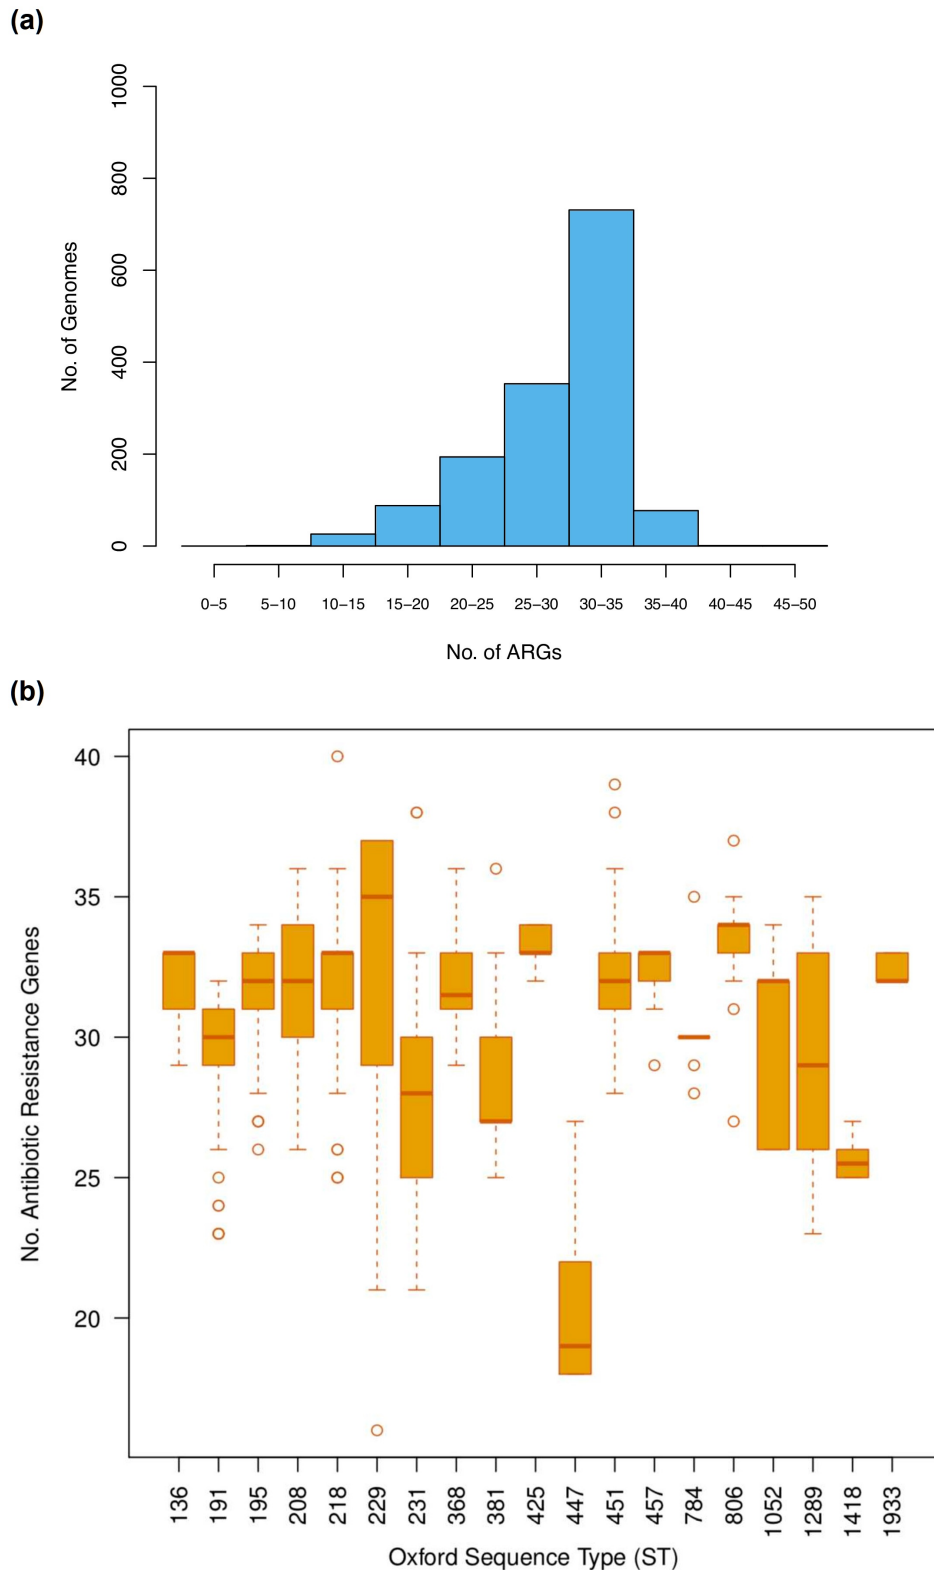 (a)
1000
800
600
400
200
0
No. of Genomes
0–5 5–10 10–15 15–20 20–25 25–30 30–35 35–40 40–45 45–50
No. of ARGs
(b)
40
35
30
25
20
No. Antibiotic Resistance Genes
136 191 195 208 218 229 231 368 381 425 447 451 457 784 806 1052 1289 1418 1933
Oxford Sequence Type (ST)